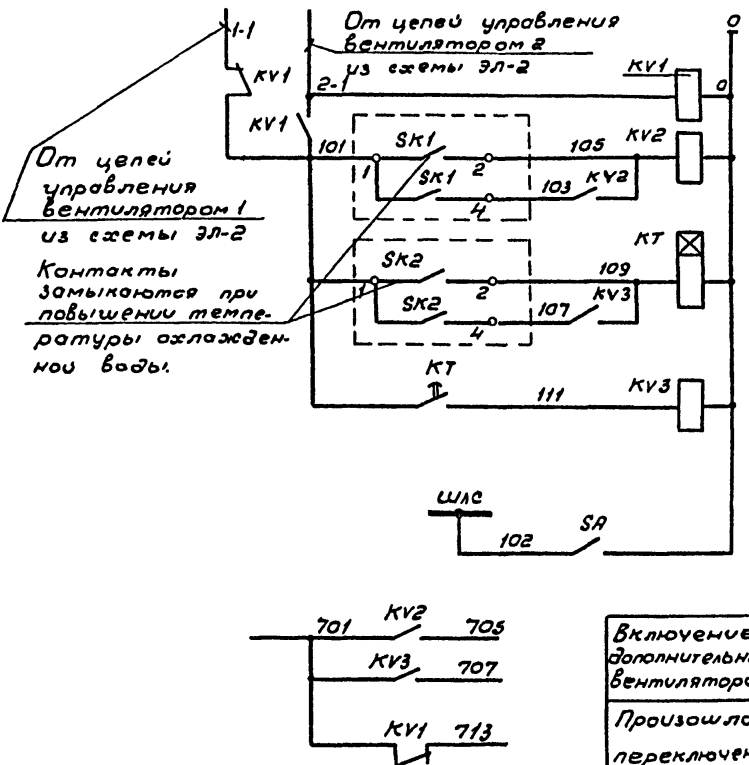 1-1
От цепей управления
вентилятором 2
из схемы ЭЛ-2
0
KV1
KV1
2-1
0
KV1
101
SK1
105
KV2
1
2
SK1
103
KV2
4
От цепей
управления
вентилятором 1
из схемы ЭЛ-2
KT
Контакты
замыкаются при
повышении темпе-
ратуры охлажден-
ной воды.
SK2
109
1
2
SK2
107
KV3
4
KT
111
KV3
ШЛС
102
SA
701
KV2
705
KV3
707
KV1
713
Включение
дополнительн
вентилятора
Произошло
переключен